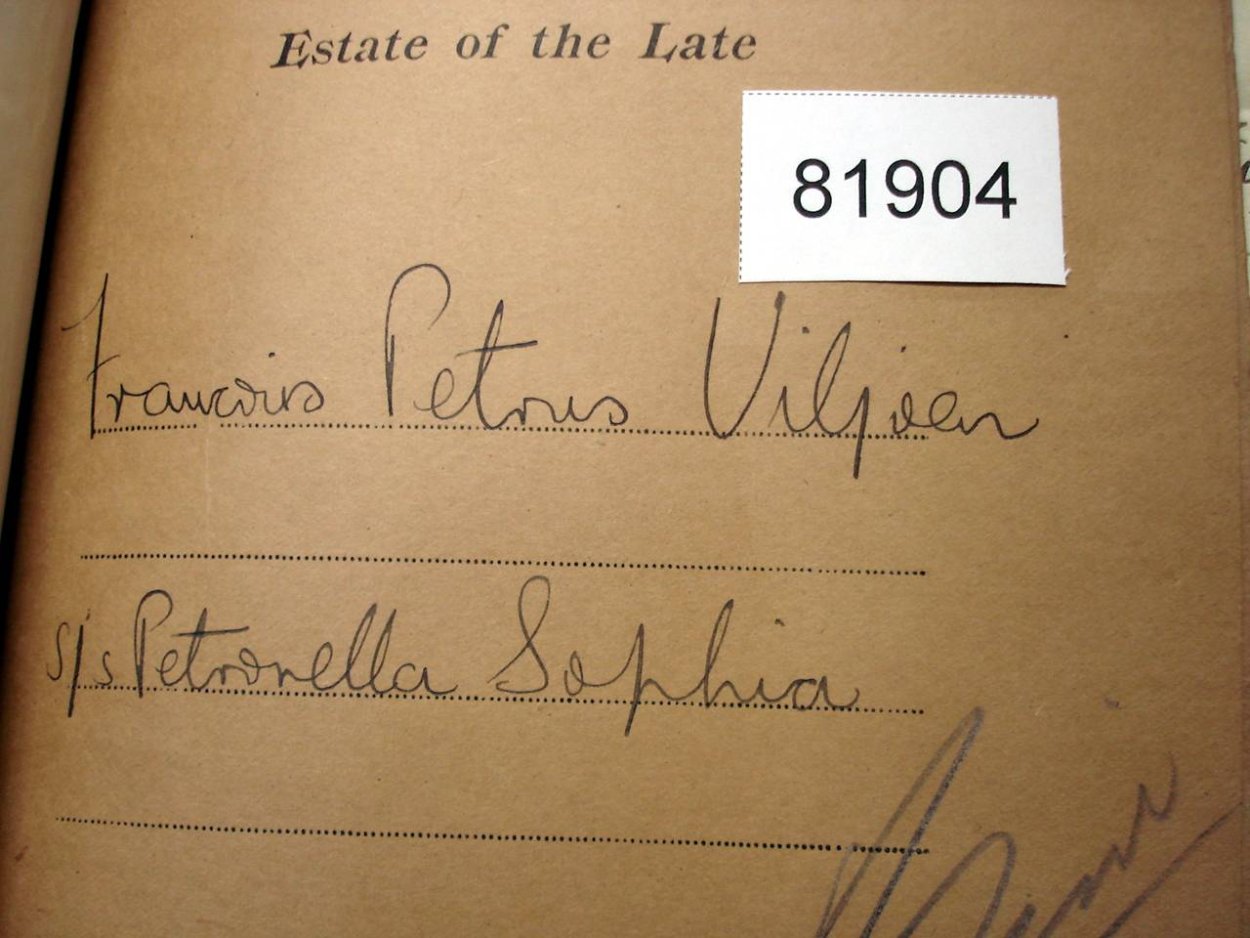 Estate of the Late
81904
Francois Petrus Viljoen
s/s Petronella Sophia